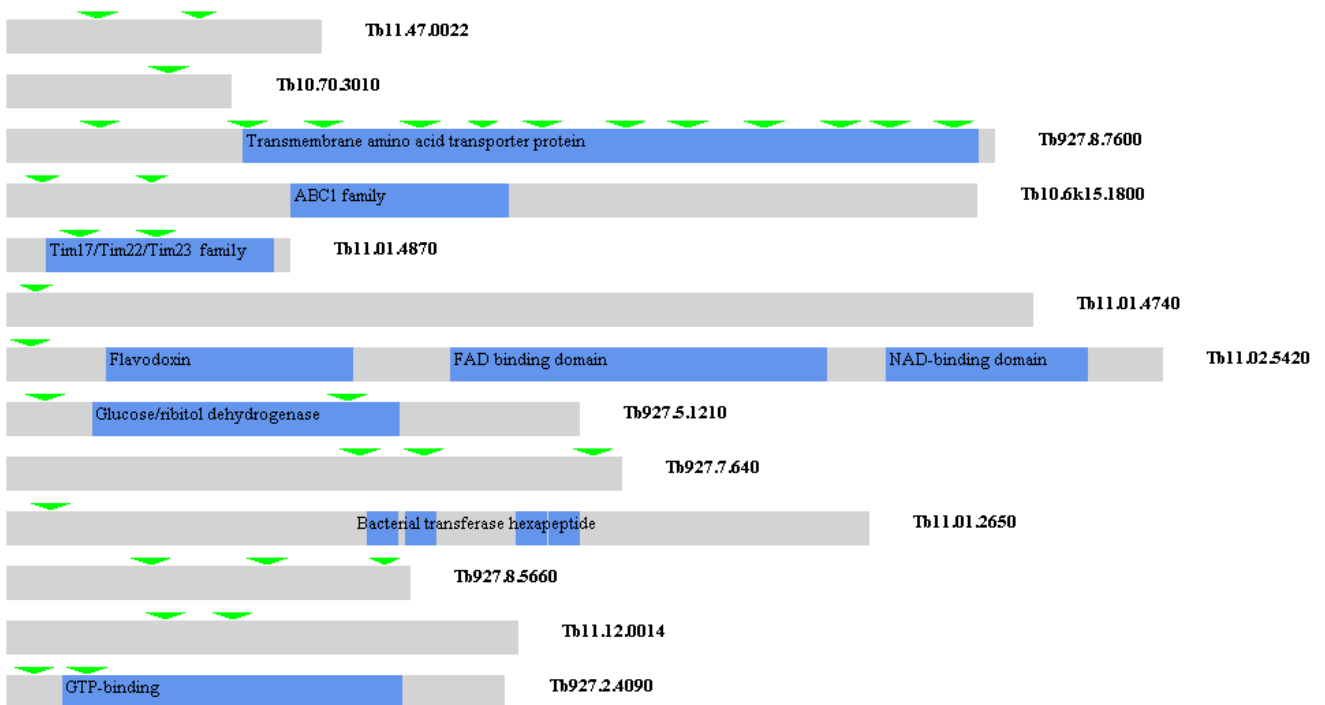 Tb11.47.0022
Tb10.70.3010
Transmembrane amino acid transporter protein
Tb927.8.7600
ABC1 family
Tb10.6k15.1800
Tim17/Tim22/Tim23 family
Tb11.01.4870
Tb11.01.4740
Flavodoxin FAD binding domain NAD-binding domain
Tb11.02.5420
Glucose/ribitol dehydrogenase
Tb927.5.1210
Tb927.7.640
Bacterial transferase hexapeptide
Tb11.01.2650
Tb927.8.5660
Tb11.12.0014
GTP-binding
Tb927.2.4090